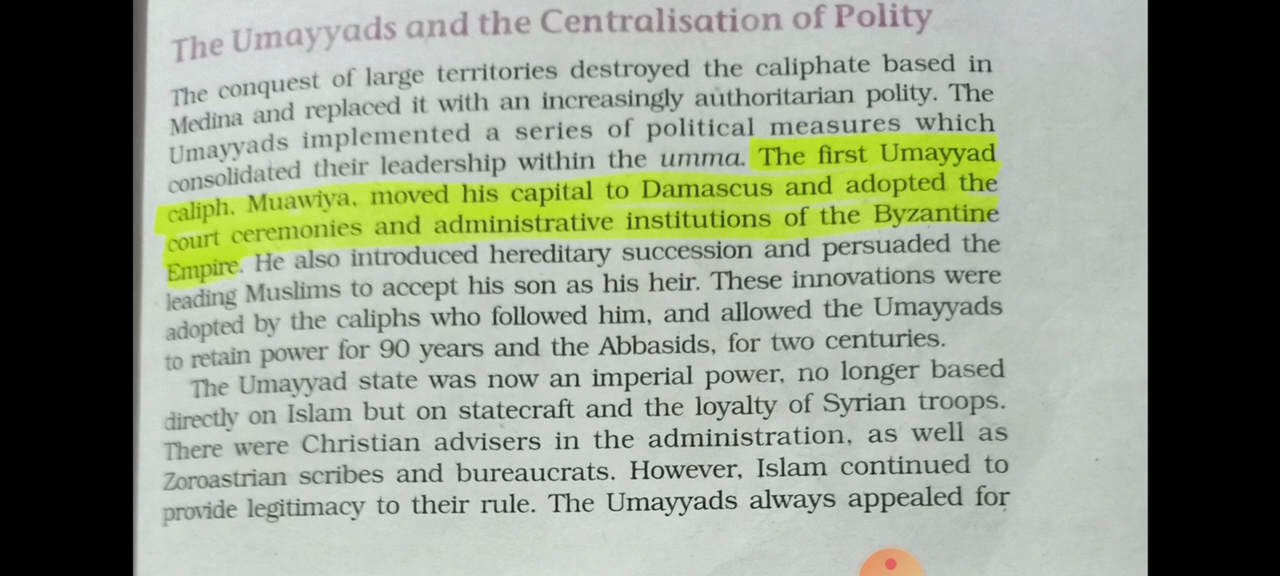 The Umayyads and the Centralisation of Polity
The conquest of large territories destroyed the caliphate based in
Medina and replaced it with an increasingly authoritarian polity. The
Umayyads implemented a series of political measures which
consolidated their leadership within the umma. The first Umayyad
caliph, Muawiya, moved his capital to Damascus and adopted the
court ceremonies and administrative institutions of the Byzantine
Empire. He also introduced hereditary succession and persuaded the
leading Muslims to accept his son as his heir. These innovations were
adopted by the caliphs who followed him, and allowed the Umayyads
to retain power for 90 years and the Abbasids, for two centuries.
The Umayyad state was now an imperial power, no longer based
directly on Islam but on statecraft and the loyalty of Syrian troops.
There were Christian advisers in the administration, as well as
Zoroastrian scribes and bureaucrats. However, Islam continued to
provide legitimacy to their rule. The Umayyads always appealed for